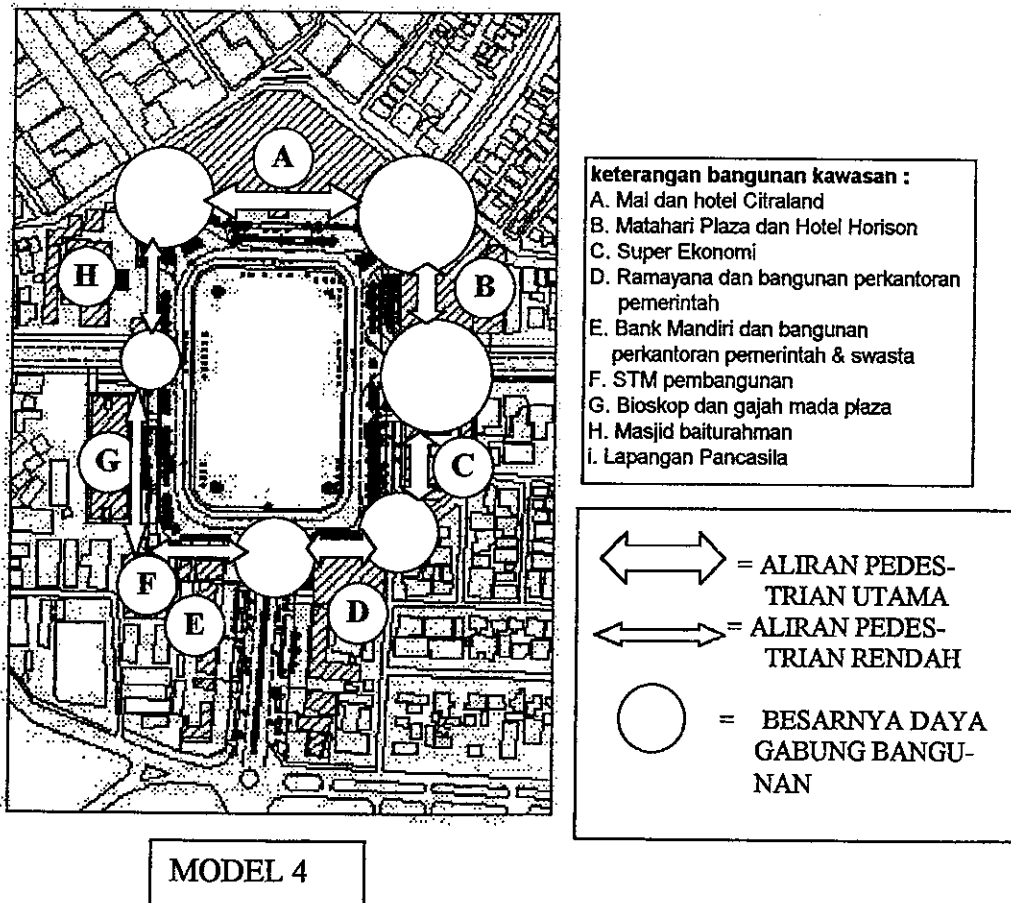 A
B
H
G
C
F
E
D
keterangan bangunan kawasan :
A. Mal dan hotel Citraland
B. Matahari Plaza dan Hotel Horison
C. Super Ekonomi
D. Ramayana dan bangunan perkantoran
pemerintah
E. Bank Mandiri dan bangunan
perkantoran pemerintah & swasta
F. STM pembangunan
G. Bioskop dan gajah mada plaza
H. Masjid baiturahman
i. Lapangan Pancasila
= ALIRAN PEDES-
TRIAN UTAMA
= ALIRAN PEDES-
TRIAN RENDAH
= BESARNYA DAYA
GABUNG BANGU-
NAN
MODEL 4